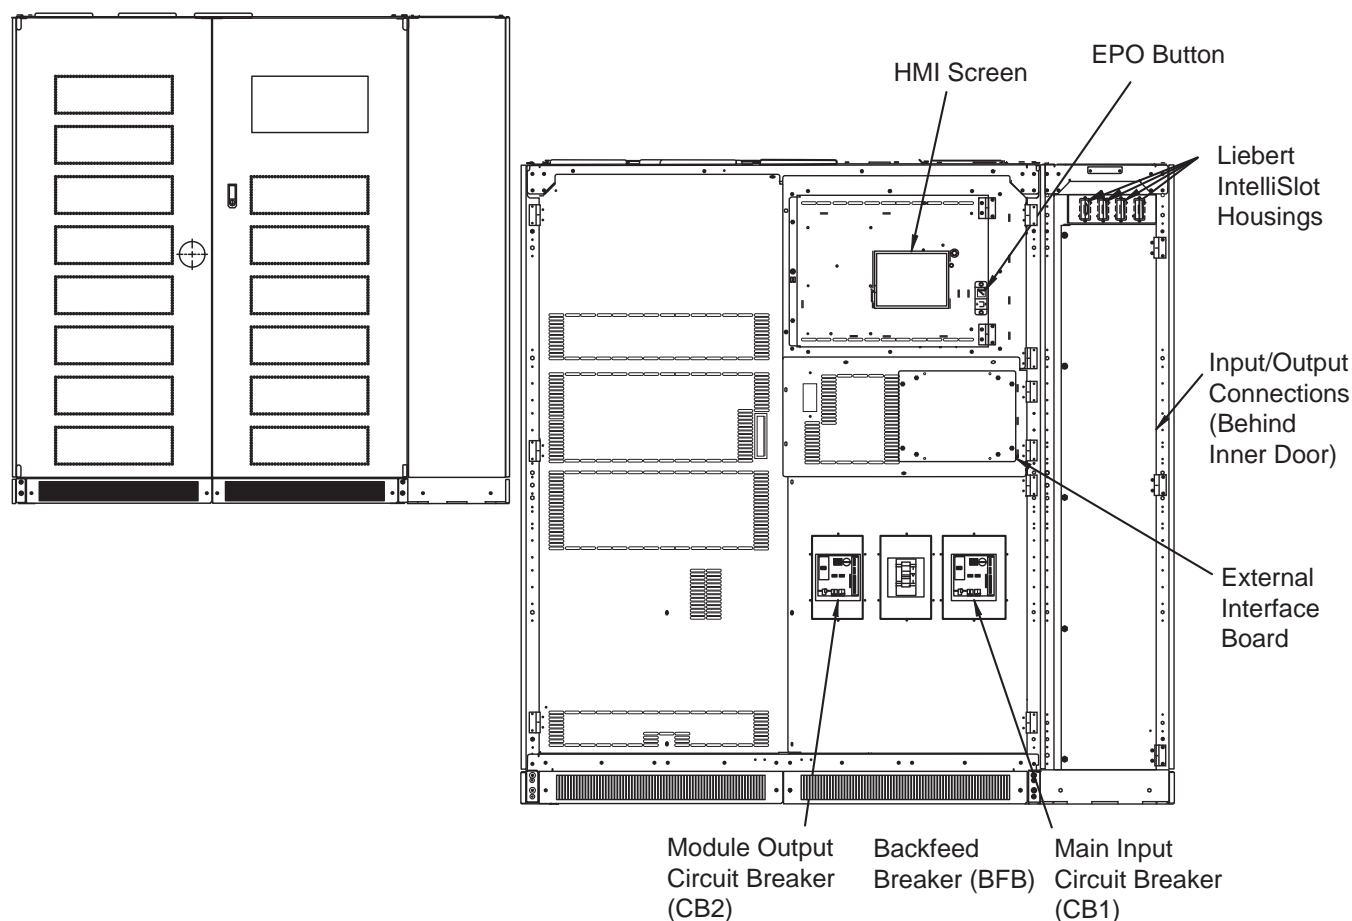 EPO Button
HMI Screen
Liebert
IntelliSlot
Housings
Input/Output
Connections
(Behind
Inner Door)
External
Interface
Board
Module Output
Circuit Breaker
(CB2)
Backfeed
Breaker (BFB)
Main Input
Circuit Breaker
(CB1)